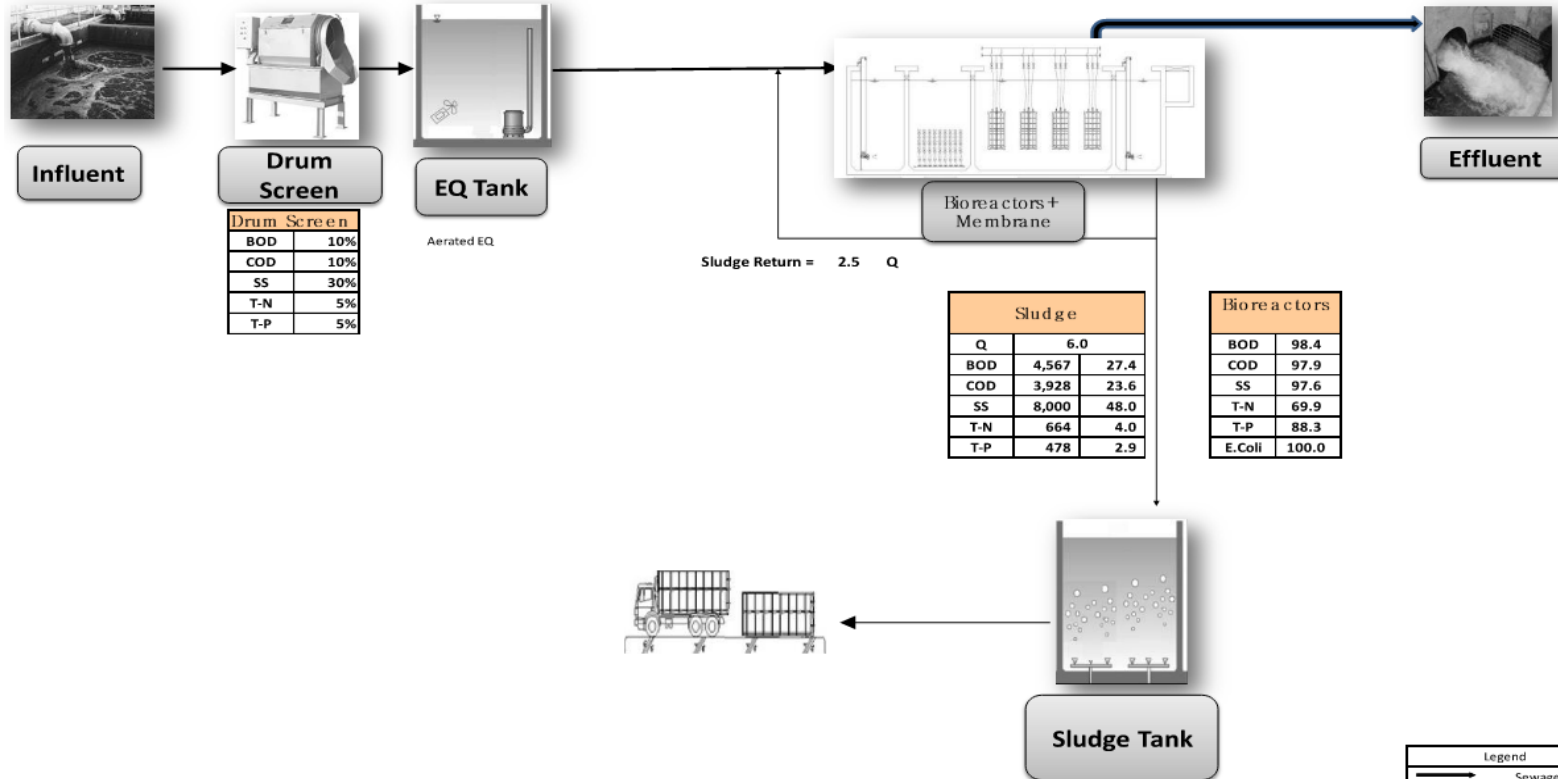 Influent
Drum
Screen
EQ Tank
Bioreactors+
Membrane
Effluent
Drum Screen
BOD 10%
COD 10%
SS 30%
T-N 5%
T-P 5%
Aerated EQ
Sludge Return = 2.5 Q
Sludge
Q 6.0
BOD 4,567 27.4
COD 3,928 23.6
SS 8,000 48.0
T-N 664 4.0
T-P 478 2.9
Bioreactors
BOD 98.4
COD 97.9
SS 97.6
T-N 69.9
T-P 88.3
E.Coli 100.0
Sludge Tank
Legend
Sewage